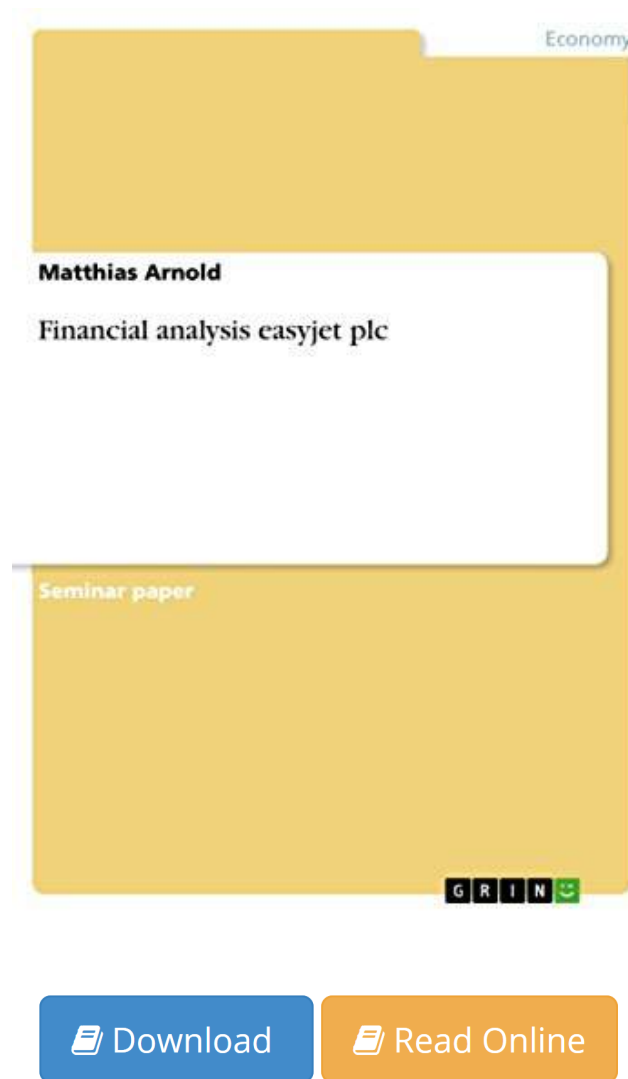 Economy
Matthias Arnold
Financial analysis easyjet plc
Seminar paper
GRIN
Download
Read Online